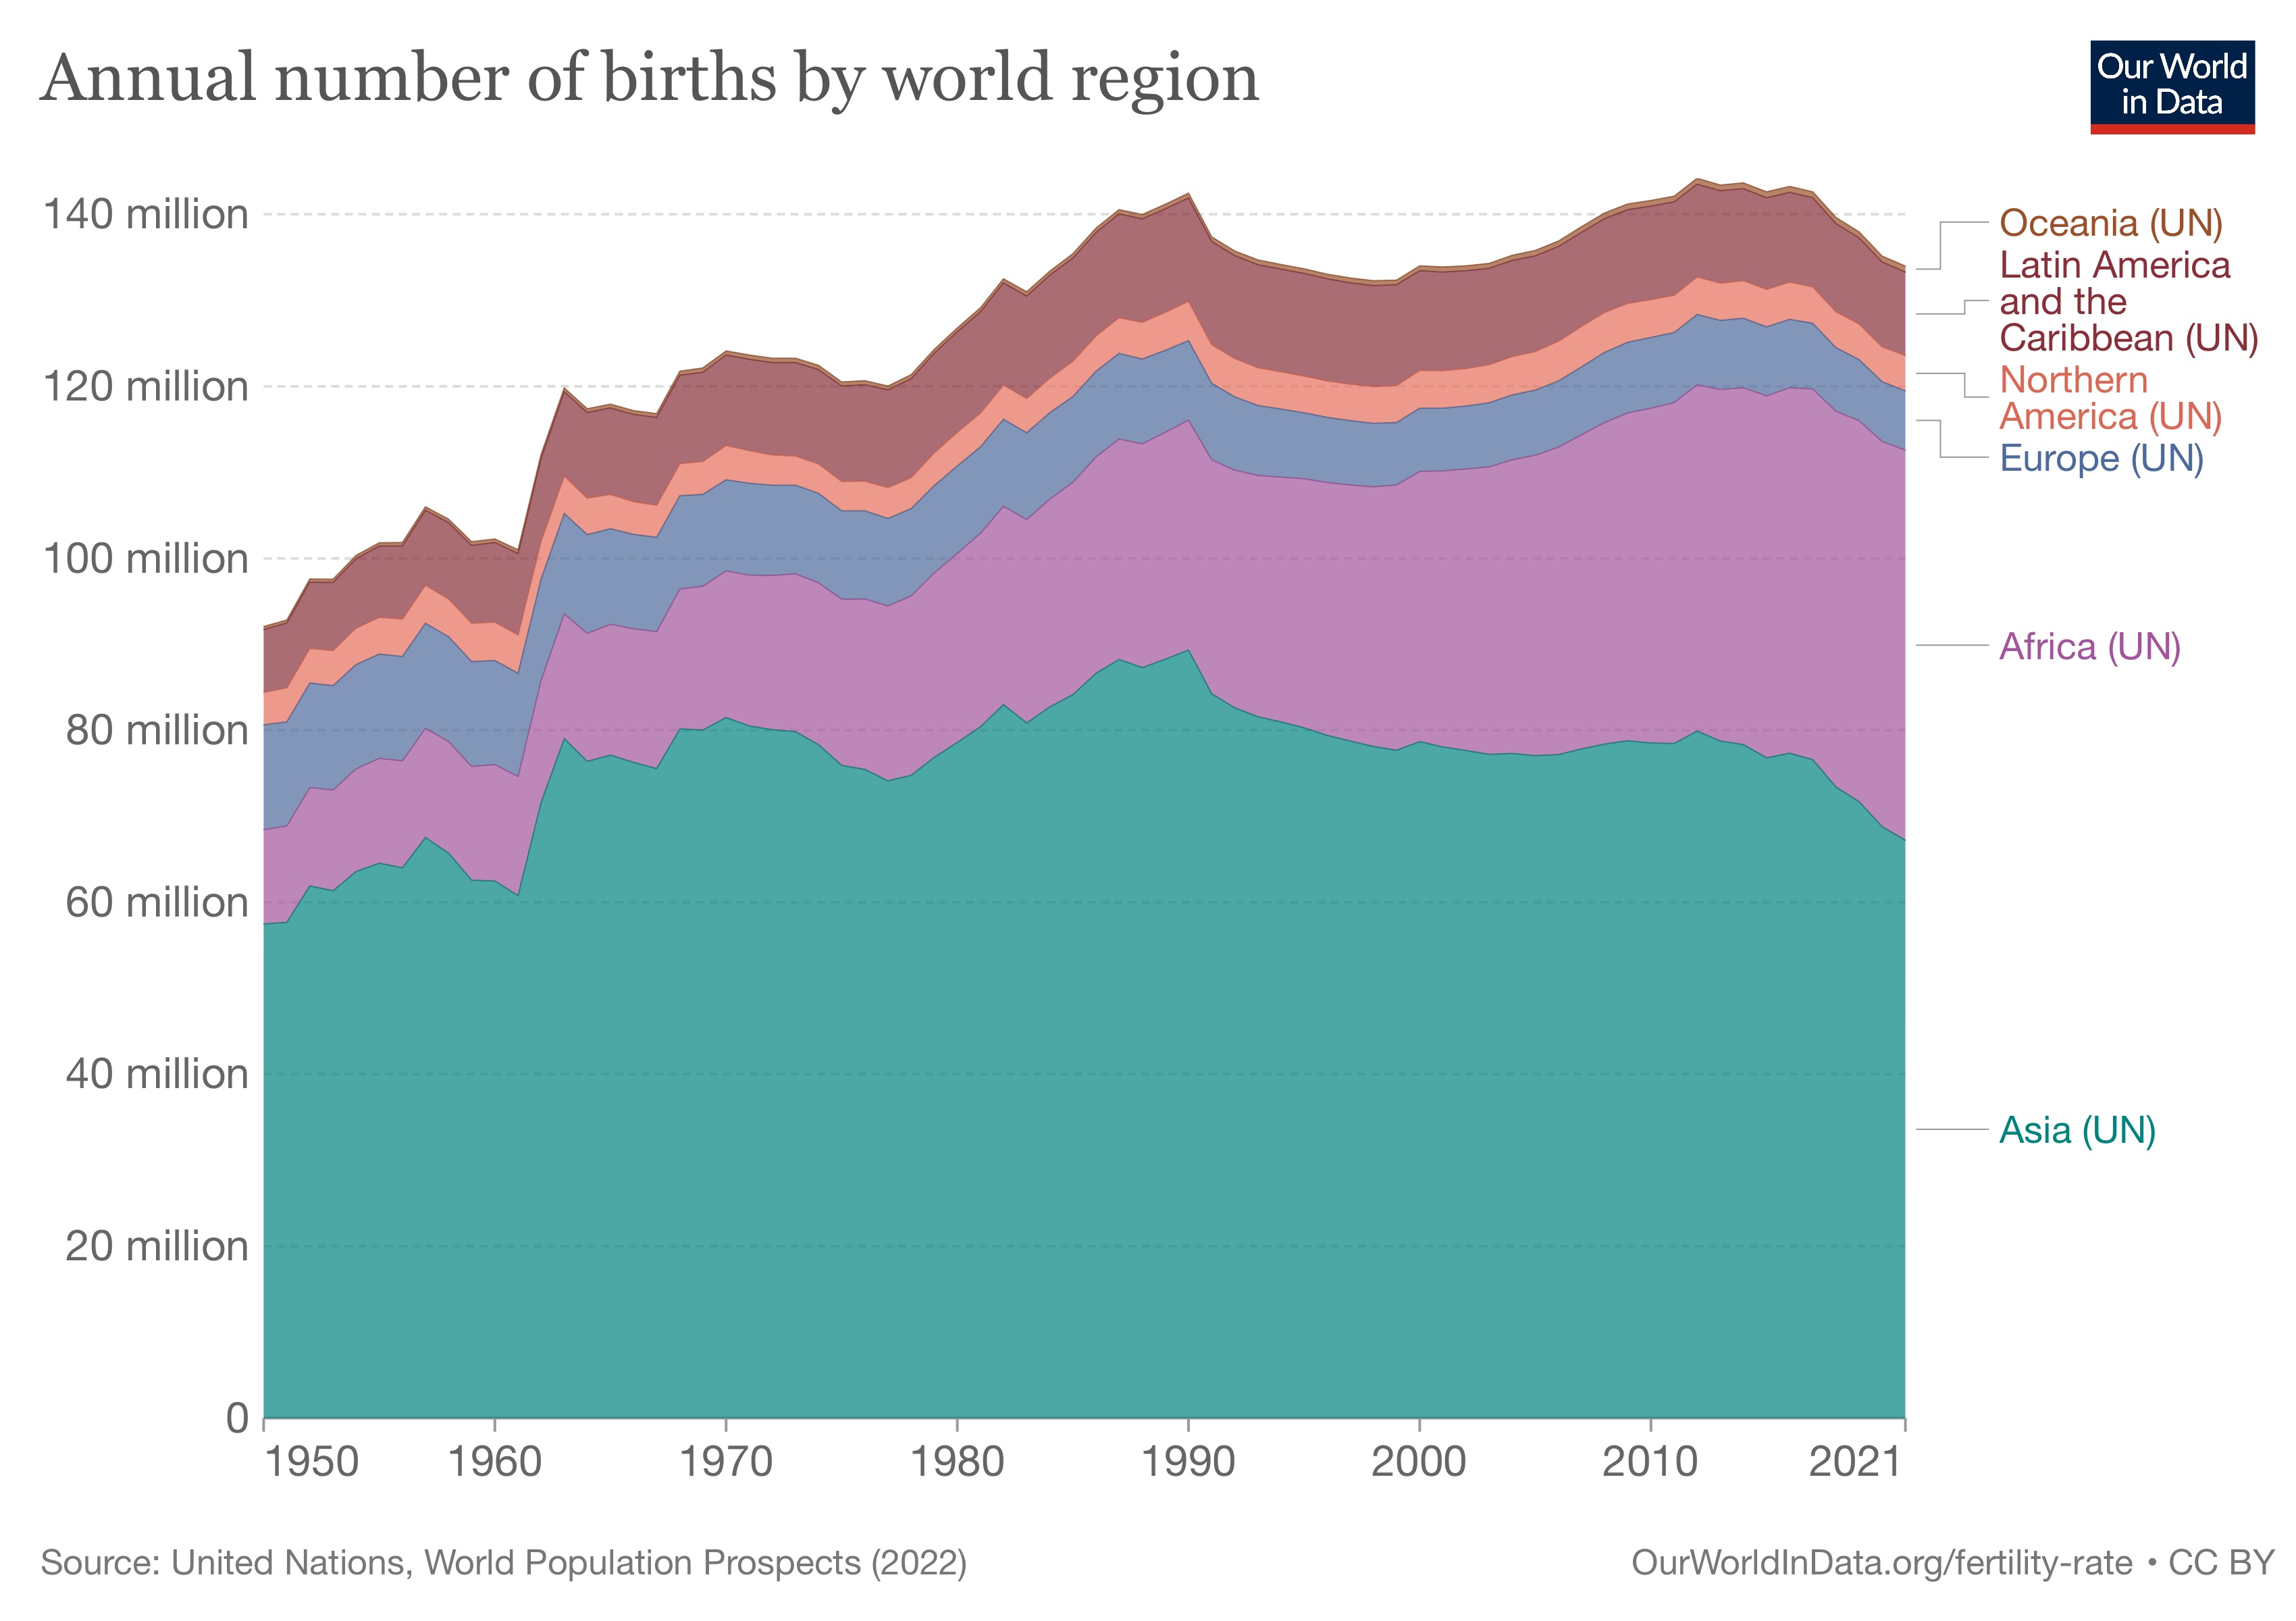 Annual number of births by world region
Our World
in Data
140 million
120 million
100 million
80 million
60 million
40 million
20 million
0
1950
1960
1970
1980
1990
2000
2010
2021
Oceania (UN)
Latin America
and the
Caribbean (UN)
Northern
America (UN)
Europe (UN)
Africa (UN)
Asia (UN)
Source: United Nations, World Population Prospects (2022)
OurWorldInData.org/fertility-rate • CC BY